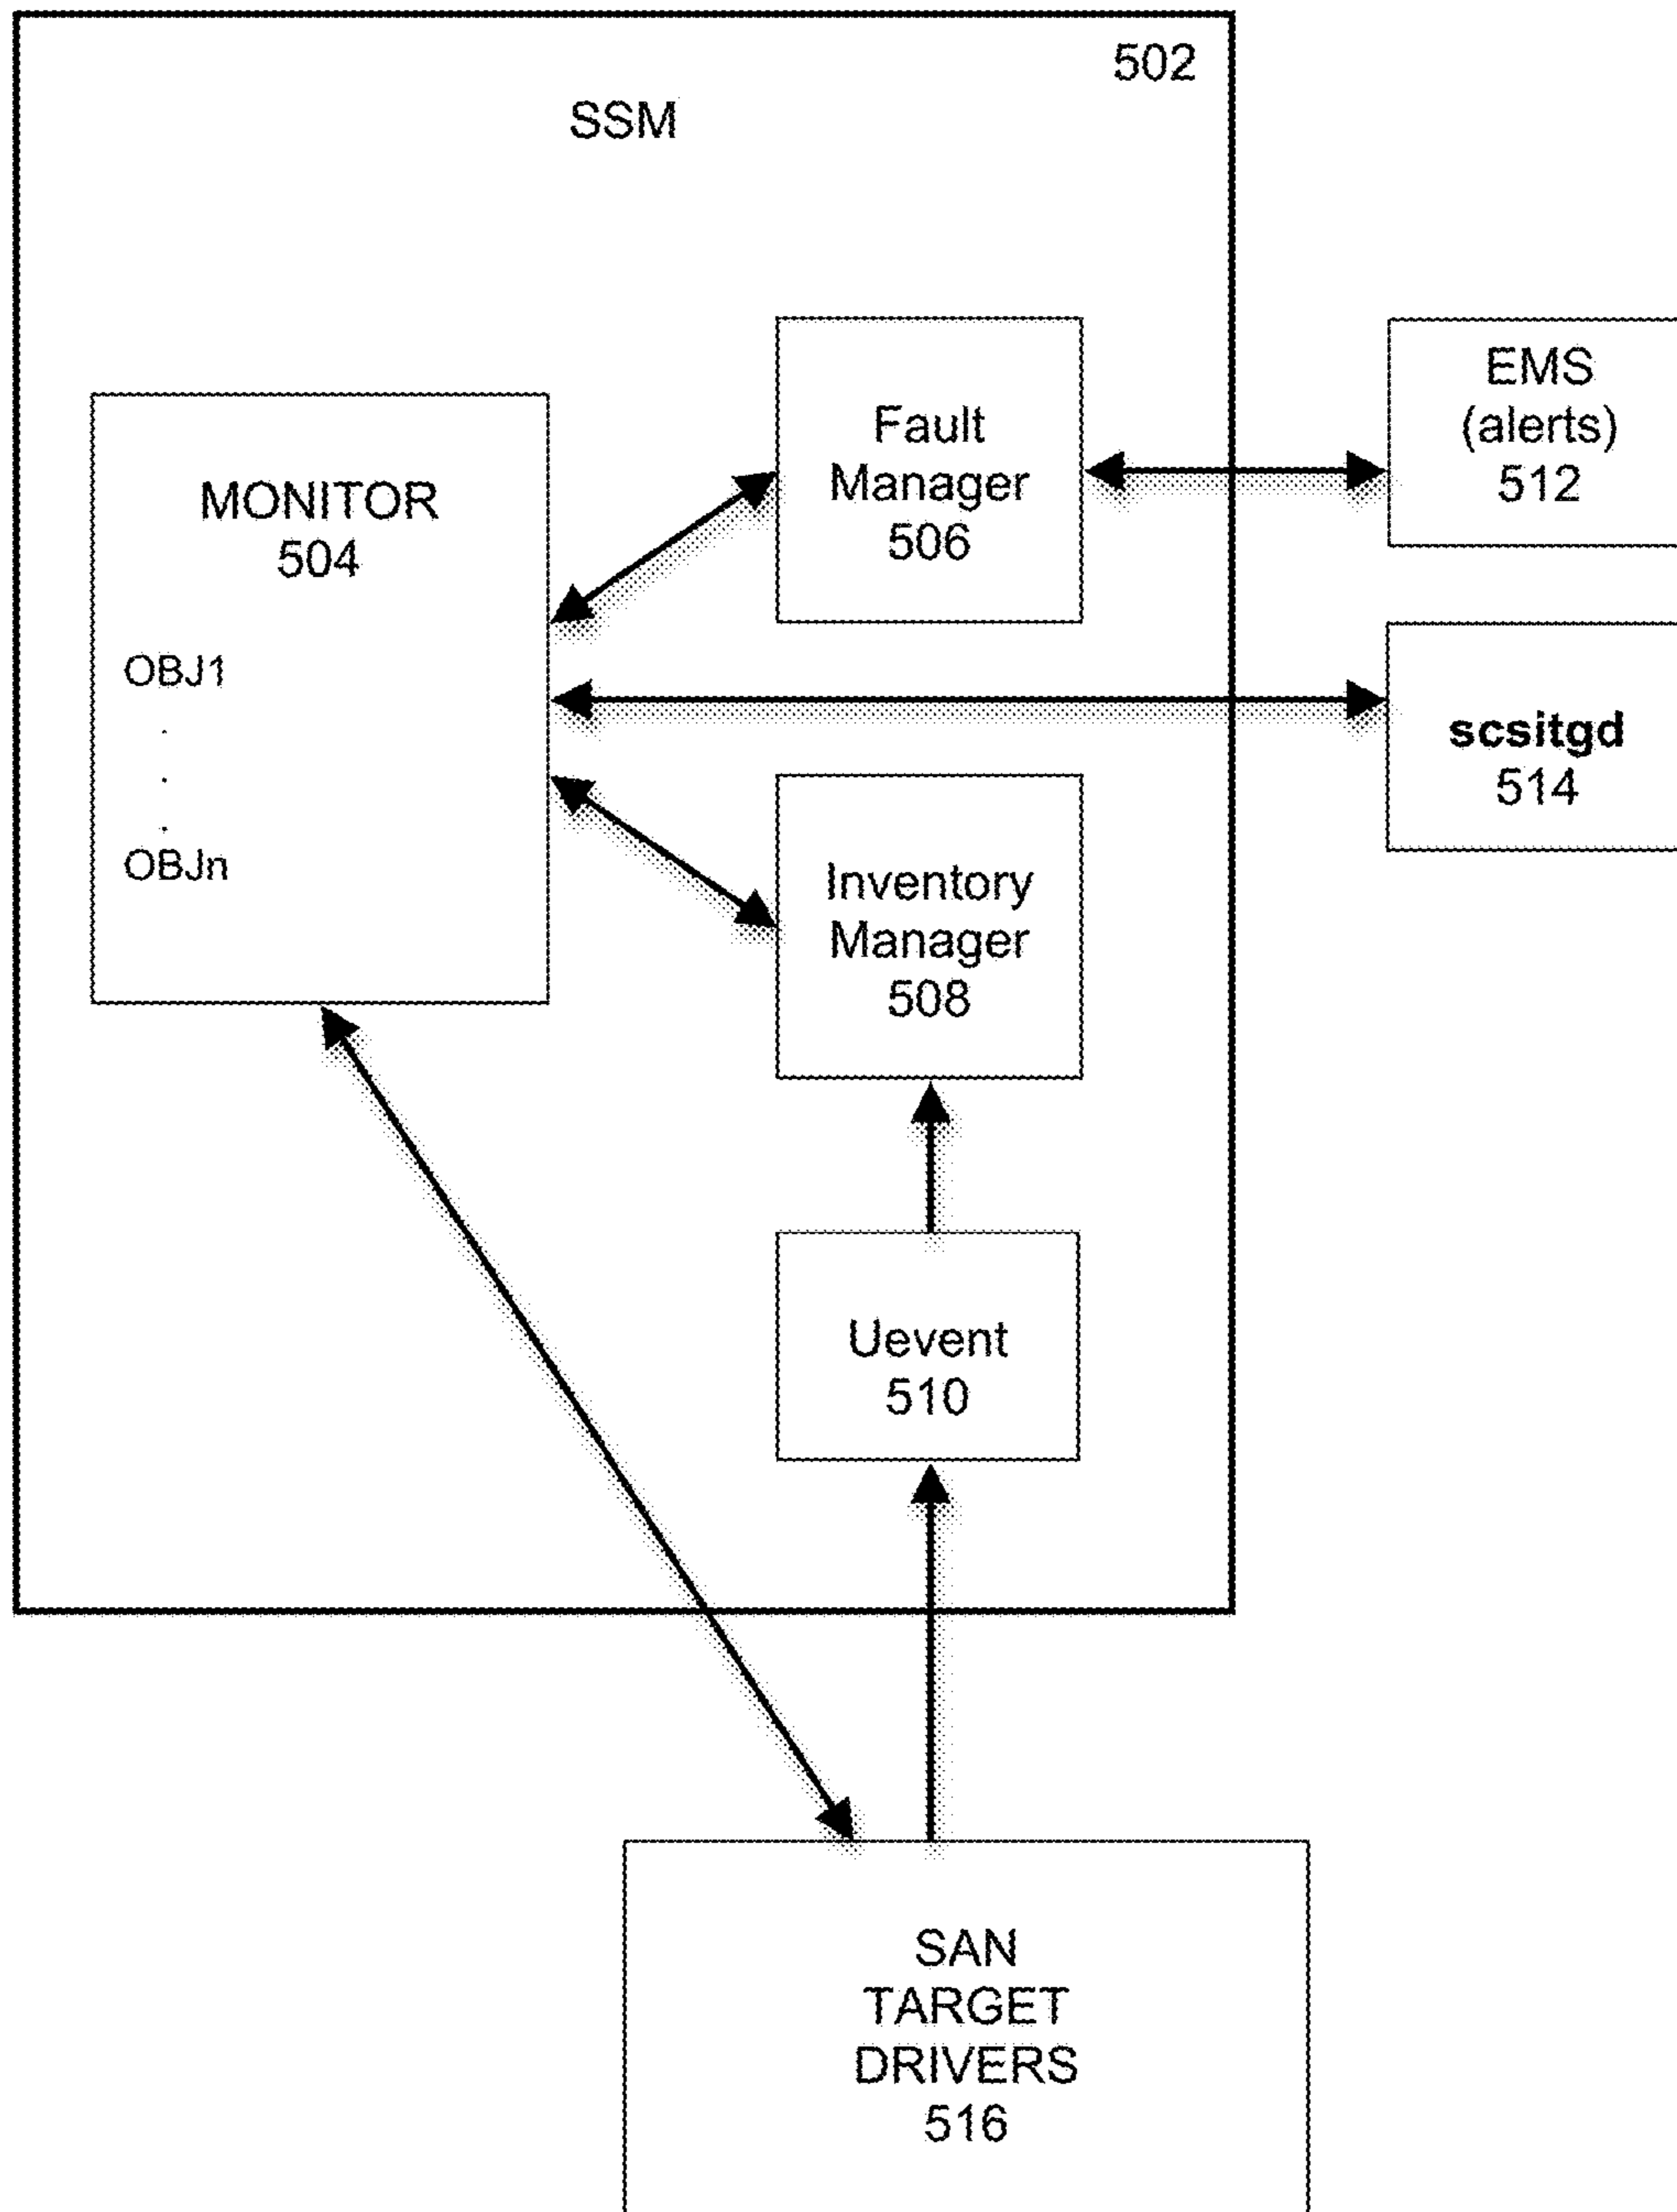 502
SSM
EMS
(alerts)
512
Fault
Manager
506
MONITOR
504
OBJ1
.
.
.
OBJn
scsitgd
514
Inventory
Manager
508
Uevent
510
SAN
TARGET
DRIVERS
516